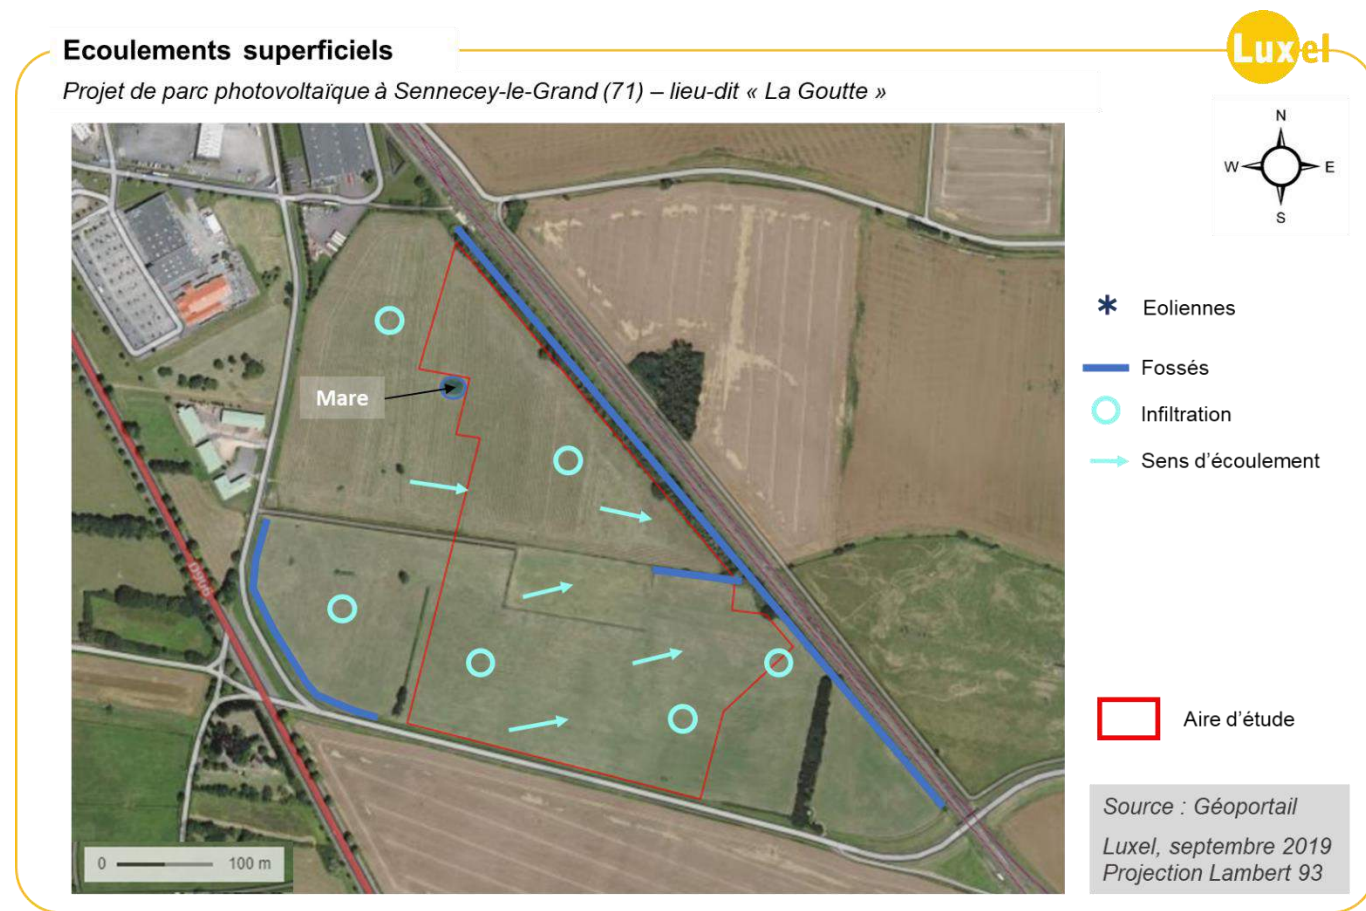 Ecoulements superficiels
Luxel
Projet de parc photovoltaïque à Sennecey-le-Grand (71) – lieu-dit « La Goutte »
N
W E
S
Eoliennes
Fossés
Mare
Infiltration
Sens d'écoulement
D906
Aire d'étude
Source : Géoportail
Luxel, septembre 2019
Projection Lambert 93
0 100 m